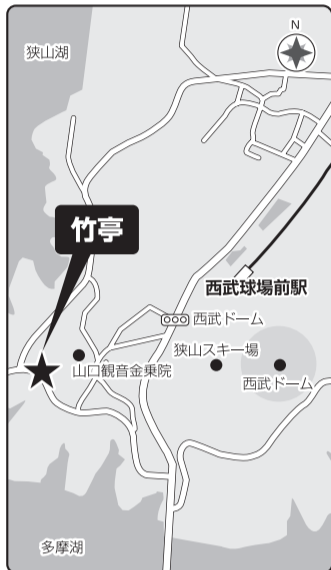 N
狭山湖
竹亭
西武球場前駅
西武ドーム
狭山スキー場
山口観音金乗院
西武ドーム
多摩湖